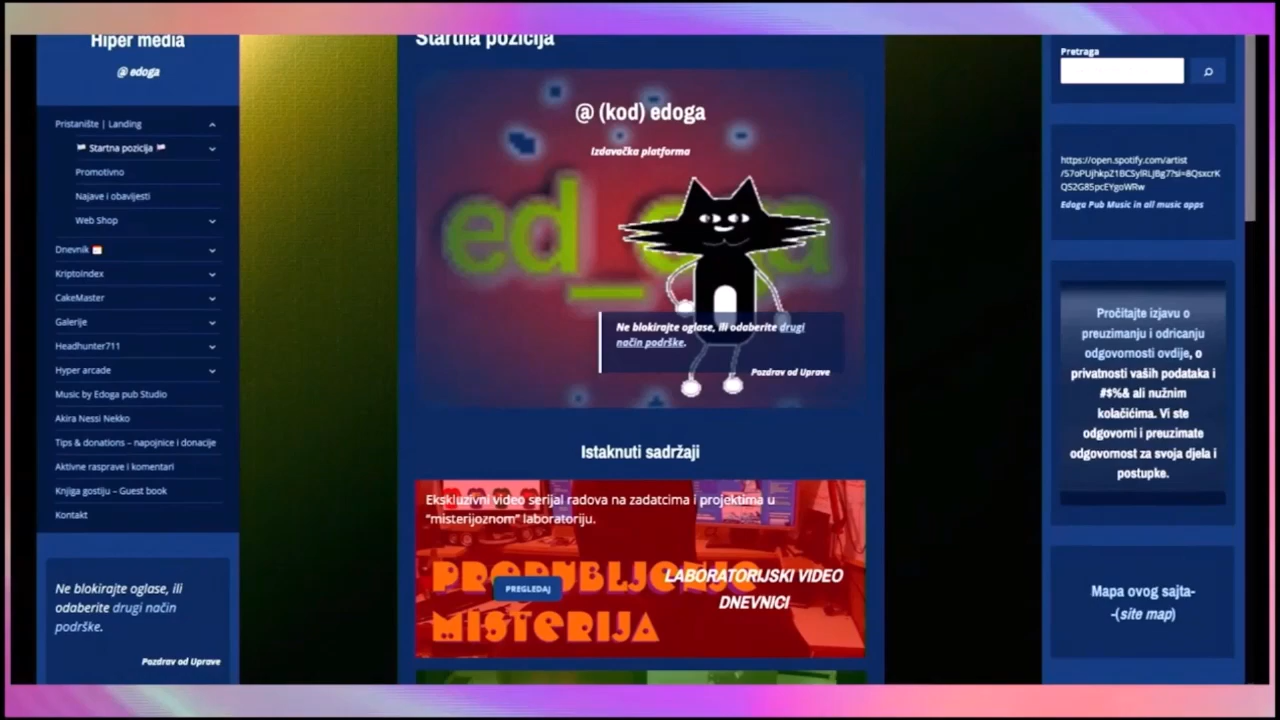 Hiper media
@ edoga
Pristanište | Landing
Startna pozicija
Promotivno
Najave i obavijesti
Web Shop
Dnevnik
KriptoIndex
CakeMaster
Galerije
Headhunter711
Hyper arcade
Music by Edoga pub Studio
Akira Nessi Nekko
Tips & donations – napojnice i donacije
Aktivne rasprave i komentari
Knjiga gostiju – Guest book
Kontakt
Ne blokirajte oglase, ili
odaberite drugi način
podrške.
Pozdrav od Uprave
Startna pozicija
@ (kod) edoga
Izdavačka platforma
ed_
Ne blokirajte oglase, ili odaberite drugi
način podrške.
Pozdrav od Uprave
Istaknuti sadržaji
Ekskluzivni video serijal radova na zadatcima i projektima u
“misterijoznom” laboratoriju.
PRODUBLJENJE
MISTERIJA
PREGLEDAJ
LABORATORIJSKI VIDEO
DNEVNICI
Pretraga
https://open.spotify.com/artist
/57oPUjhkpZ1BCSylRLJBg7?si=8QsxcrK
QS2G85pcEYgoWRw
Edoga Pub Music in all music apps
Pročitajte izjavu o
preuzimanju i odricanju
odgovornosti ovdije, o
privatnosti vaših podataka i
#$%& ali nužnim
kolačićima. Vi ste
odgovorni i preuzimate
odgovornost za svoja djela i
postupke.
Mapa ovog sajta-
-(site map)